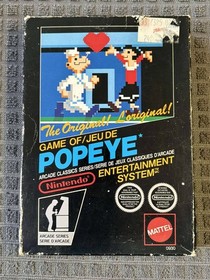 The Original! L'original!
GAME OF/JEU DE
POPEYE
ARCADE CLASSICS SERIES/SERIE DE JEUX CLASSIQUES D'ARCADE
Nintendo
ENTERTAINMENT
SYSTEM
ARCADE SERIES
SERIE D'ARCADE
MATTEL